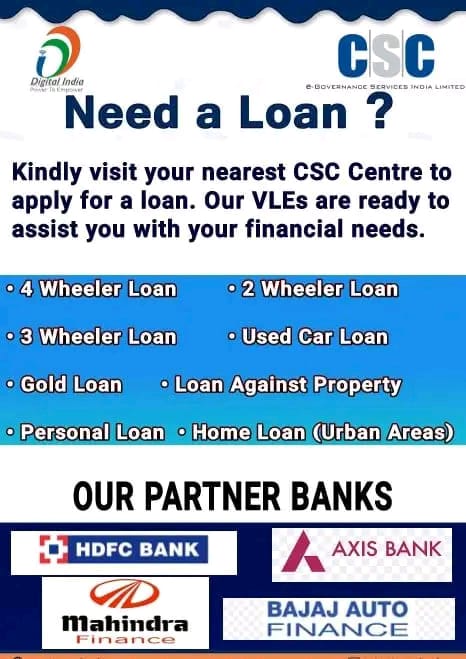 Digital India
Power To Empower
CSC
E-GOVERNANCE SERVICES INDIA LIMITED
Need a Loan ?
Kindly visit your nearest CSC Centre to
apply for a loan. Our VLEs are ready to
assist you with your financial needs.
• 4 Wheeler Loan • 2 Wheeler Loan
• 3 Wheeler Loan • Used Car Loan
• Gold Loan • Loan Against Property
• Personal Loan • Home Loan (Urban Areas)
OUR PARTNER BANKS
HDFC BANK
AXIS BANK
Mahindra
FINANCE
BAJAJ AUTO
FINANCE